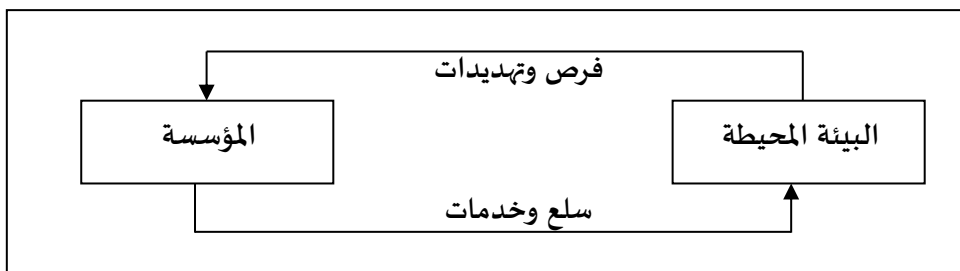 فرص وتهديدات
البيئة المحيطة
المؤسسة
سلع وخدمات